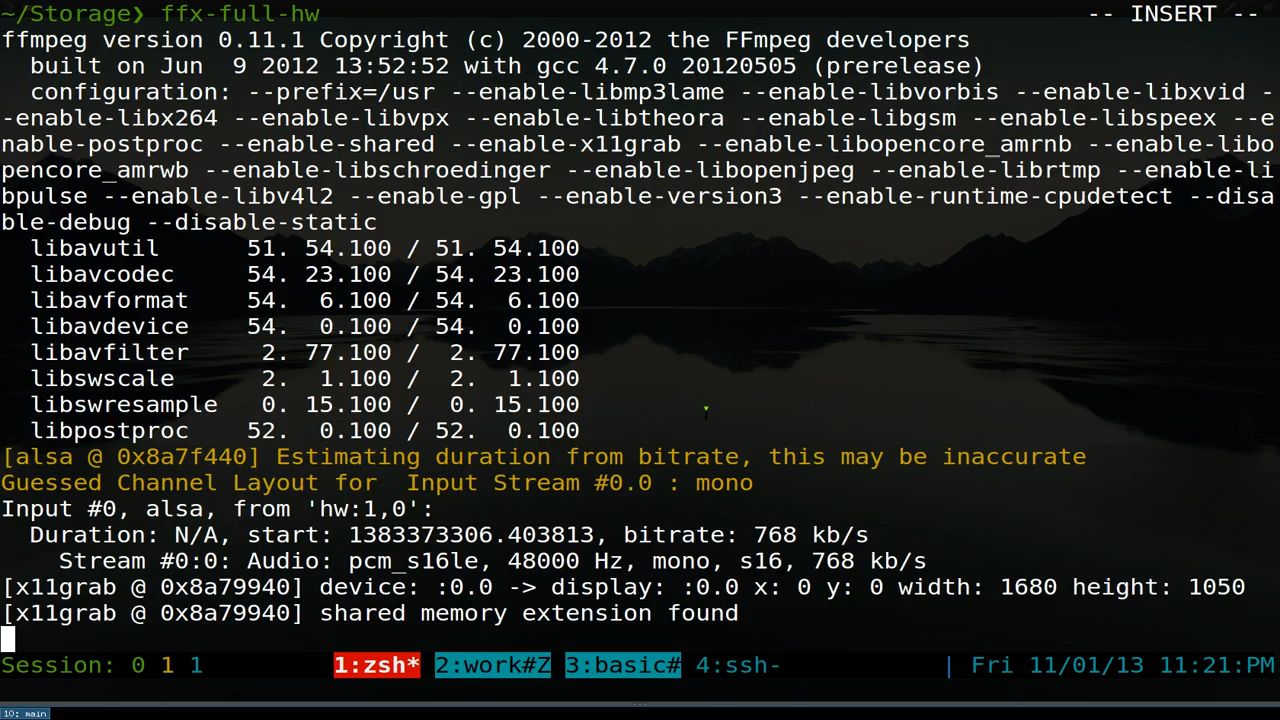 ~/Storage❯ ffx-full-hw -- INSERT --
ffmpeg version 0.11.1 Copyright (c) 2000-2012 the FFmpeg developers
  built on Jun  9 2012 13:52:52 with gcc 4.7.0 20120505 (prerelease)
  configuration: --prefix=/usr --enable-libmp3lame --enable-libvorbis --enable-libxvid -
-enable-libx264 --enable-libvpx --enable-libtheora --enable-libgsm --enable-libspeex --e
nable-postproc --enable-shared --enable-x11grab --enable-libopencore_amrnb --enable-libo
pencore_amrwb --enable-libschroedinger --enable-libopenjpeg --enable-librtmp --enable-li
bpulse --enable-libv4l2 --enable-gpl --enable-version3 --enable-runtime-cpudetect --disa
ble-debug --disable-static
  libavutil      51. 54.100 / 51. 54.100
  libavcodec     54. 23.100 / 54. 23.100
  libavformat    54.  6.100 / 54.  6.100
  libavdevice    54.  0.100 / 54.  0.100
  libavfilter     2. 77.100 /  2. 77.100
  libswscale      2.  1.100 /  2.  1.100
  libswresample   0. 15.100 /  0. 15.100
  libpostproc    52.  0.100 / 52.  0.100
[alsa @ 0x8a7f440] Estimating duration from bitrate, this may be inaccurate
Guessed Channel Layout for  Input Stream #0.0 : mono
Input #0, alsa, from 'hw:1,0':
  Duration: N/A, start: 1383373306.403813, bitrate: 768 kb/s
    Stream #0:0: Audio: pcm_s16le, 48000 Hz, mono, s16, 768 kb/s
[x11grab @ 0x8a79940] device: :0.0 -> display: :0.0 x: 0 y: 0 width: 1680 height: 1050
[x11grab @ 0x8a79940] shared memory extension found
Session: 0 1 1 1:zsh* 2:work#Z 3:basic# 4:ssh- | Fri 11/01/13 11:21:PM
10: main